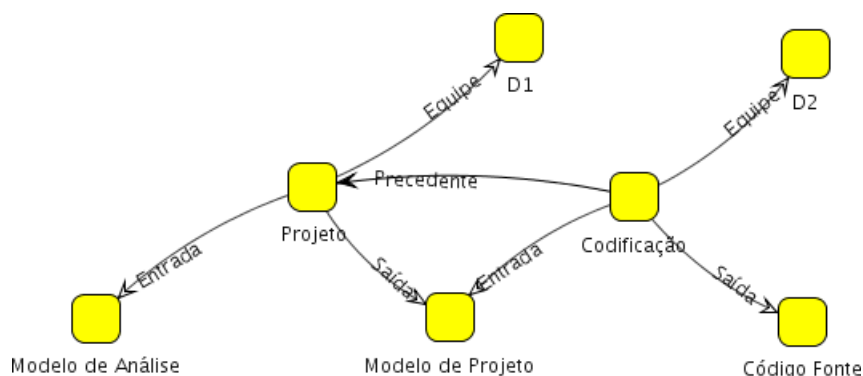 D1
D2
Equipe
Equipe
Precedente
Projeto
Codificação
Entrada
Saída
Entrada
Saída
Modelo de Análise
Modelo de Projeto
Código Fonte